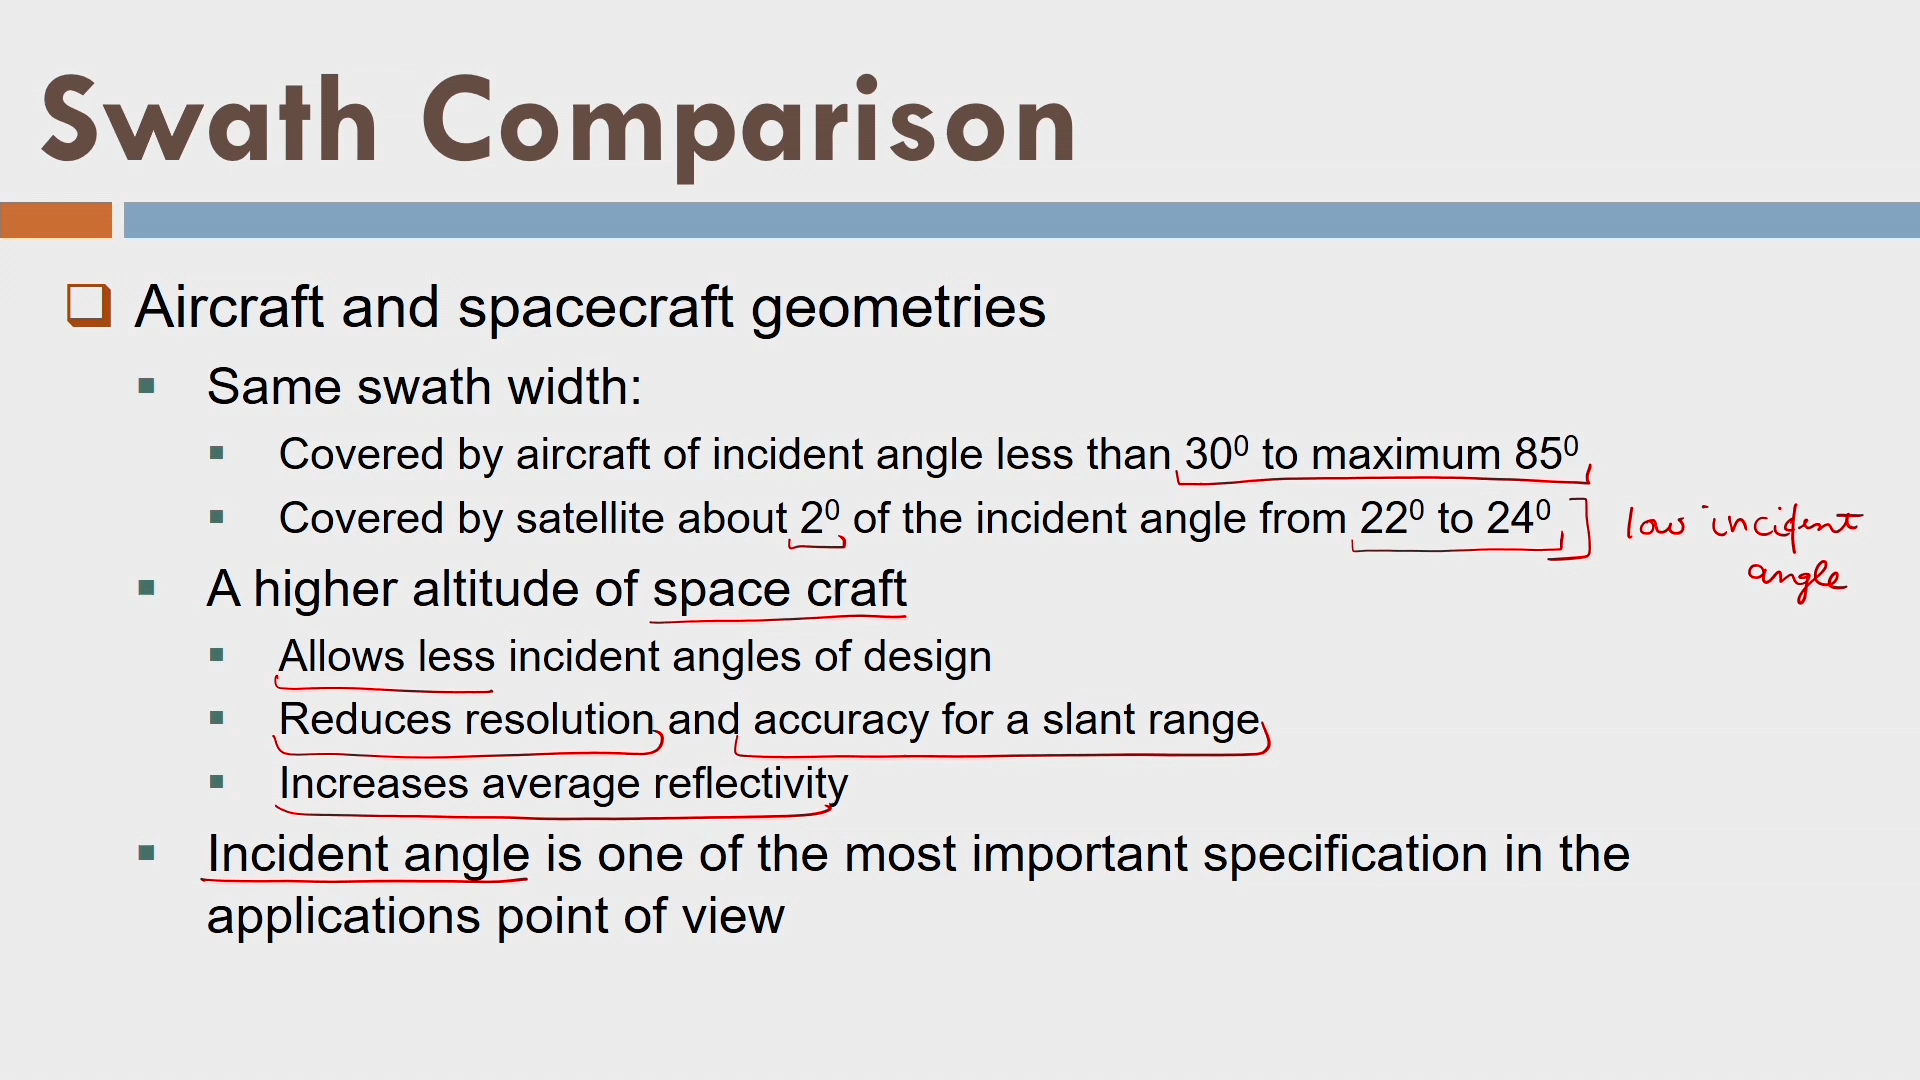 Swath Comparison
Aircraft and spacecraft geometries
Same swath width:
Covered by aircraft of incident angle less than 30⁰ to maximum 85⁰
Covered by satellite about 2⁰ of the incident angle from 22⁰ to 24⁰
low incident
angle
A higher altitude of space craft
Allows less incident angles of design
Reduces resolution and accuracy for a slant range
Increases average reflectivity
Incident angle is one of the most important specification in the
applications point of view